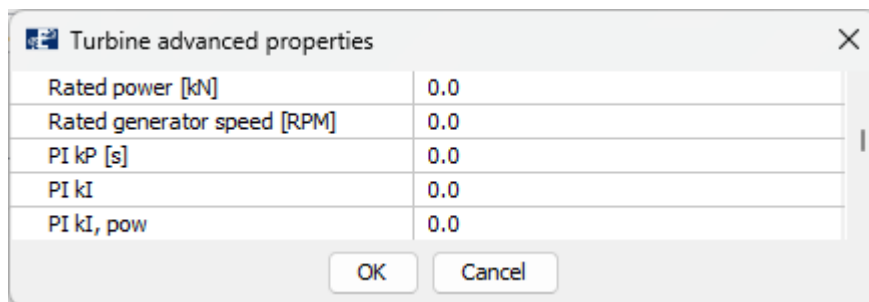 Turbine advanced properties
Rated power [kN] 0.0
Rated generator speed [RPM] 0.0
PI kP [s] 0.0
PI kI 0.0
PI kI, pow 0.0
OK Cancel